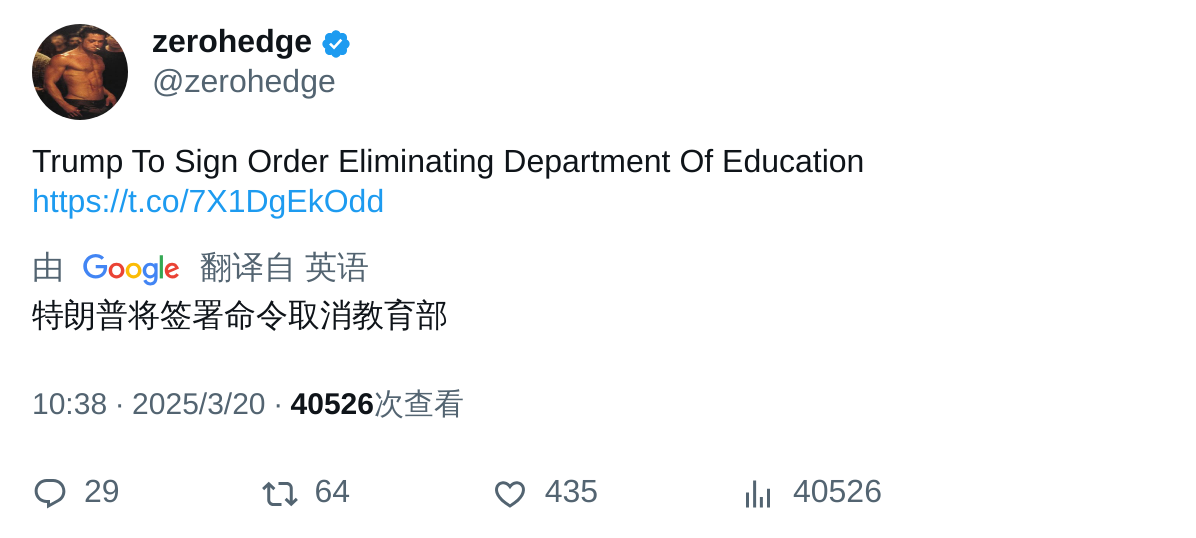 zerohedge
@zerohedge
Trump To Sign Order Eliminating Department Of Education
https://t.co/7X1DgEkOdd
由 Google 翻译自 英语
特朗普将签署命令取消教育部
10:38 · 2025/3/20 · 40526次查看
29 64 435 40526